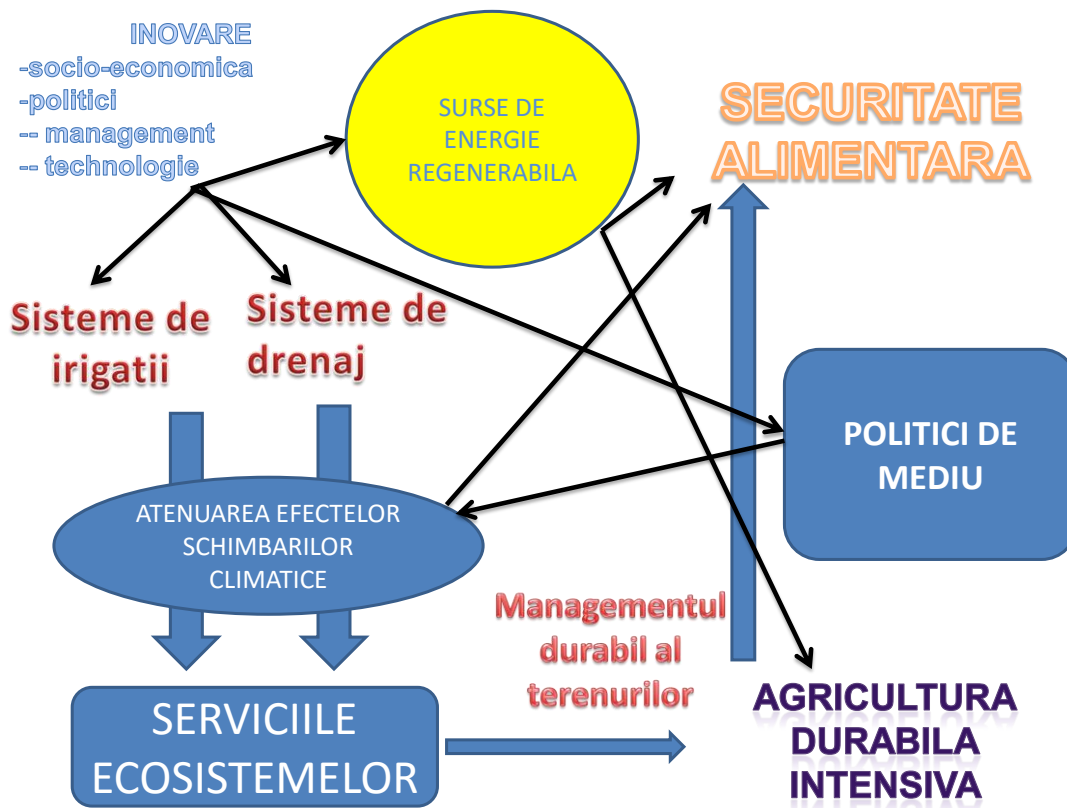 INOVARE
-socio-economica
-politici
-- management
-- technologie
SURSE DE
ENERGIE
REGENERABILA
SECURITATE
ALIMENTARA
Sisteme de
irigatii
Sisteme de
drenaj
POLITICI DE
MEDIU
ATENUAREA EFECTELOR
SCHIMBARILOR
CLIMATICE
Managementul
durabil al
terenurilor
SERVICIILE
ECOSISTEMELOR
AGRICULTURA
DURABILA
INTENSIVA